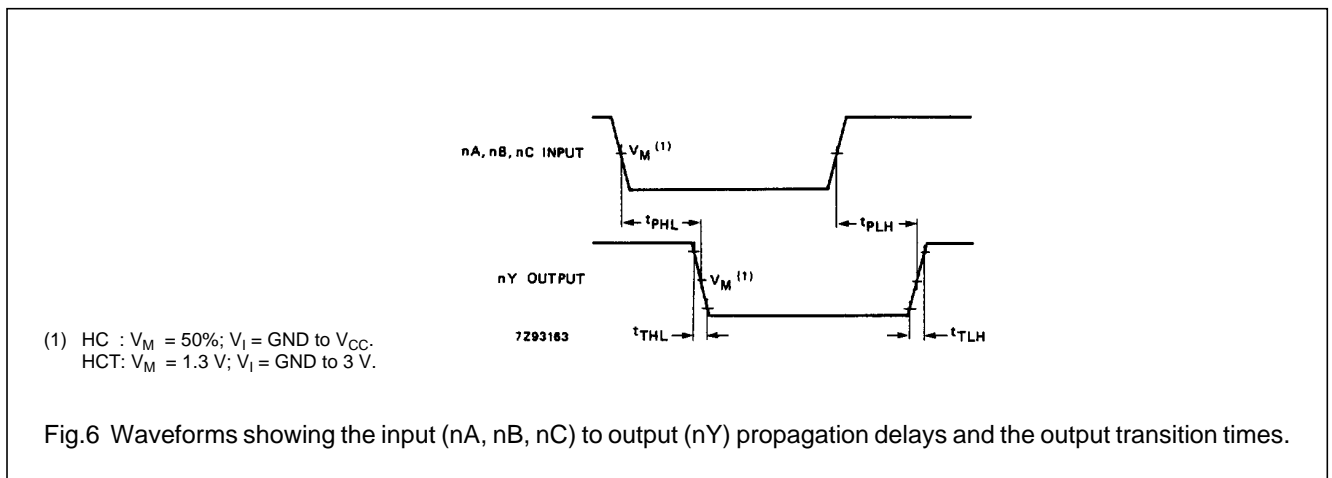 nA, nB, nC INPUT
VM (1)
tPHL
tPLH
nY OUTPUT
VM (1)
7Z93163
tTHL
tTLH
(1) HC : VM = 50%; VI = GND to VCC.
HCT: VM = 1.3 V; VI = GND to 3 V.
Fig.6 Waveforms showing the input (nA, nB, nC) to output (nY) propagation delays and the output transition times.